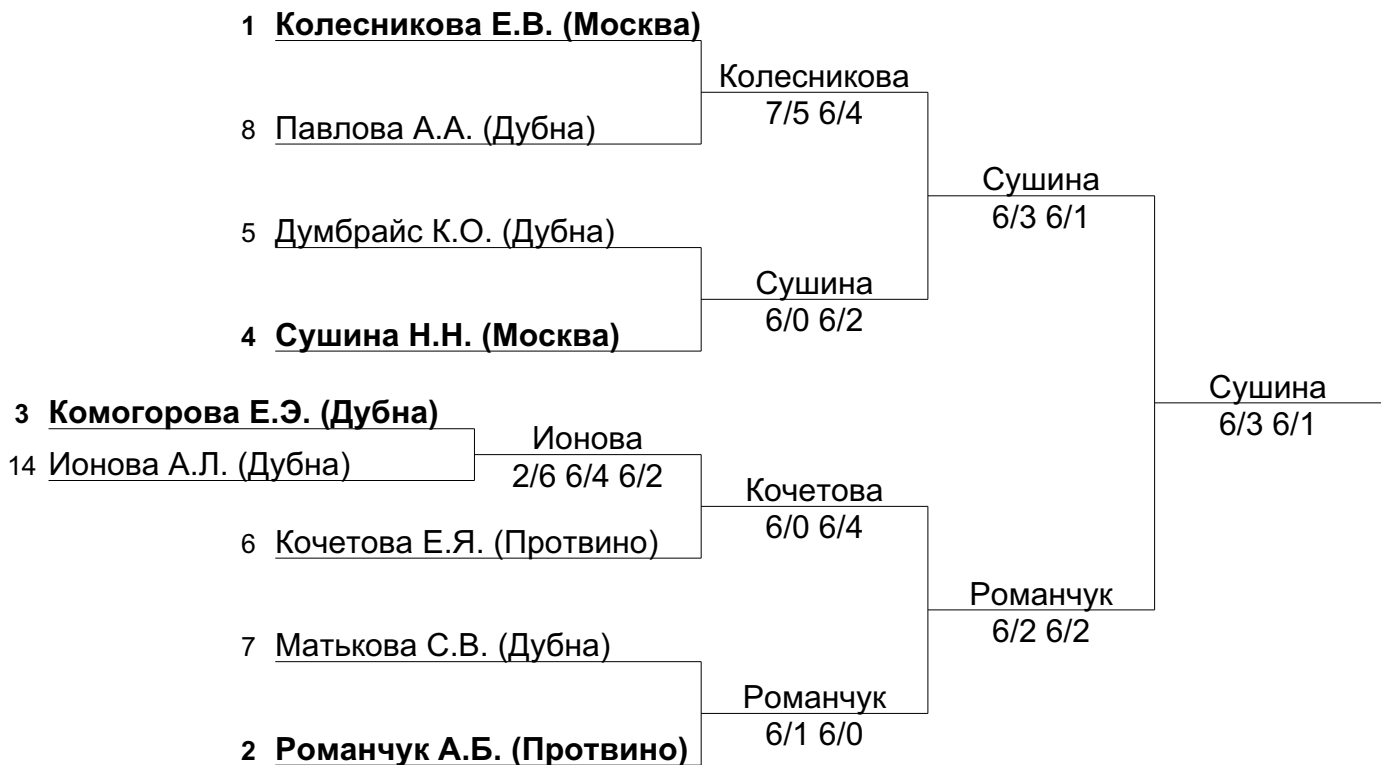 1 Колесникова Е.В. (Москва)
Колесникова
7/5 6/4
8 Павлова А.А. (Дубна)
Сушина
6/3 6/1
5 Думбрайс К.О. (Дубна)
Сушина
6/0 6/2
4 Сушина Н.Н. (Москва)
Сушина
6/3 6/1
3 Комогорова Е.Э. (Дубна)
Ионова
2/6 6/4 6/2
14 Ионова А.Л. (Дубна)
Кочетова
6/0 6/4
6 Кочетова Е.Я. (Протвино)
Романчук
6/2 6/2
7 Матькова С.В. (Дубна)
Романчук
6/1 6/0
2 Романчук А.Б. (Протвино)